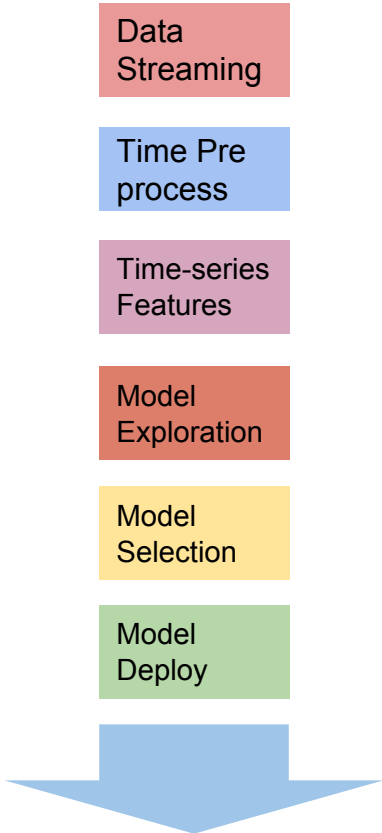 Data
Streaming
Time Pre
process
Time-series
Features
Model
Exploration
Model
Selection
Model
Deploy